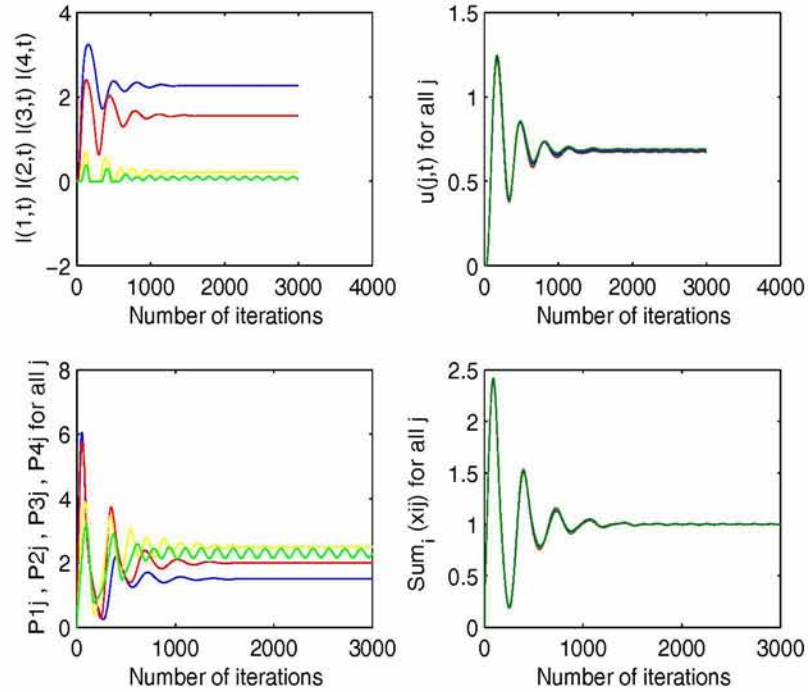 I(1,t) I(2,t) I(3,t) I(4,t)
4
2
0
−2
0 1000 2000 3000 4000
Number of iterations
u(j,t) for all j
1.5
1
0.5
0
0 1000 2000 3000 4000
Number of iterations
P1j , P2j , P3j , P4j for all j
8
6
4
2
0
0 1000 2000 3000
Number of iterations
Sum_i (xij) for all j
2.5
2
1.5
1
0.5
0
0 1000 2000 3000
Number of iterations